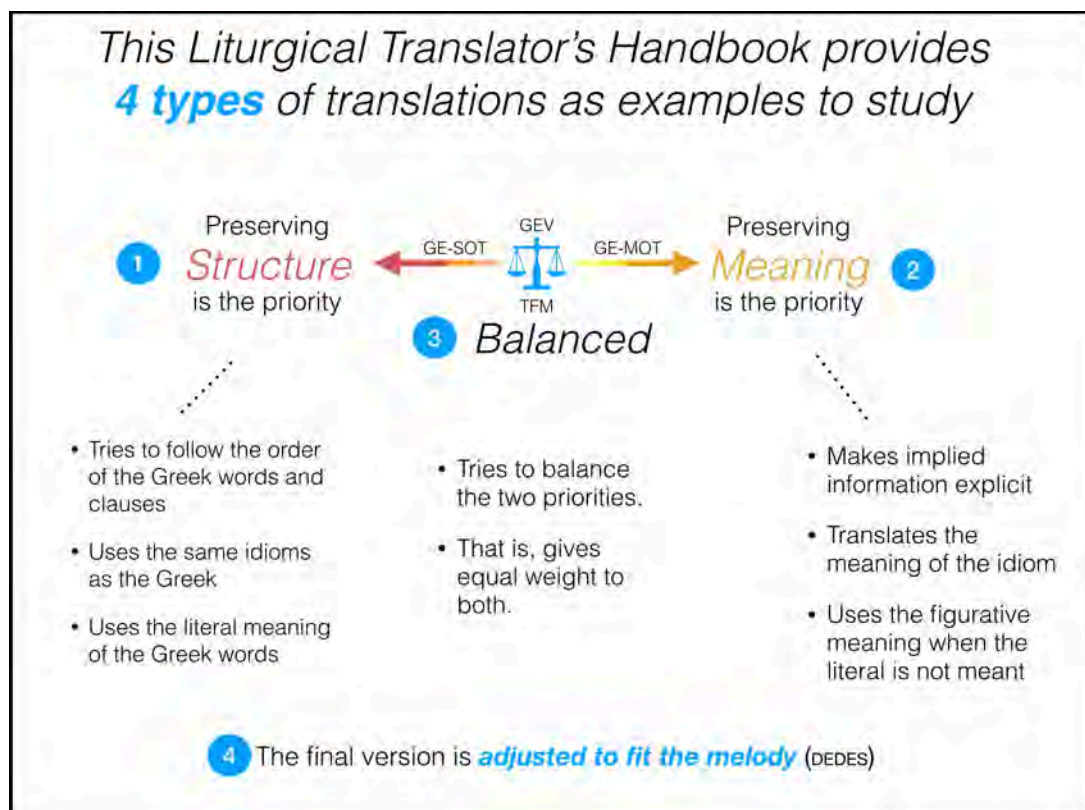 This Liturgical Translator's Handbook provides
4 types of translations as examples to study
1
Preserving
Structure
is the priority
GE-SOT
GEV
TFM
GE-MOT
Preserving
Meaning
is the priority
2
3 Balanced
• Tries to follow the order
of the Greek words and
clauses
• Uses the same idioms
as the Greek
• Uses the literal meaning
of the Greek words
• Tries to balance
the two priorities.
• That is, gives
equal weight to
both.
• Makes implied
information explicit
• Translates the
meaning of the idiom
• Uses the figurative
meaning when the
literal is not meant
4 The final version is adjusted to fit the melody (DEDES)